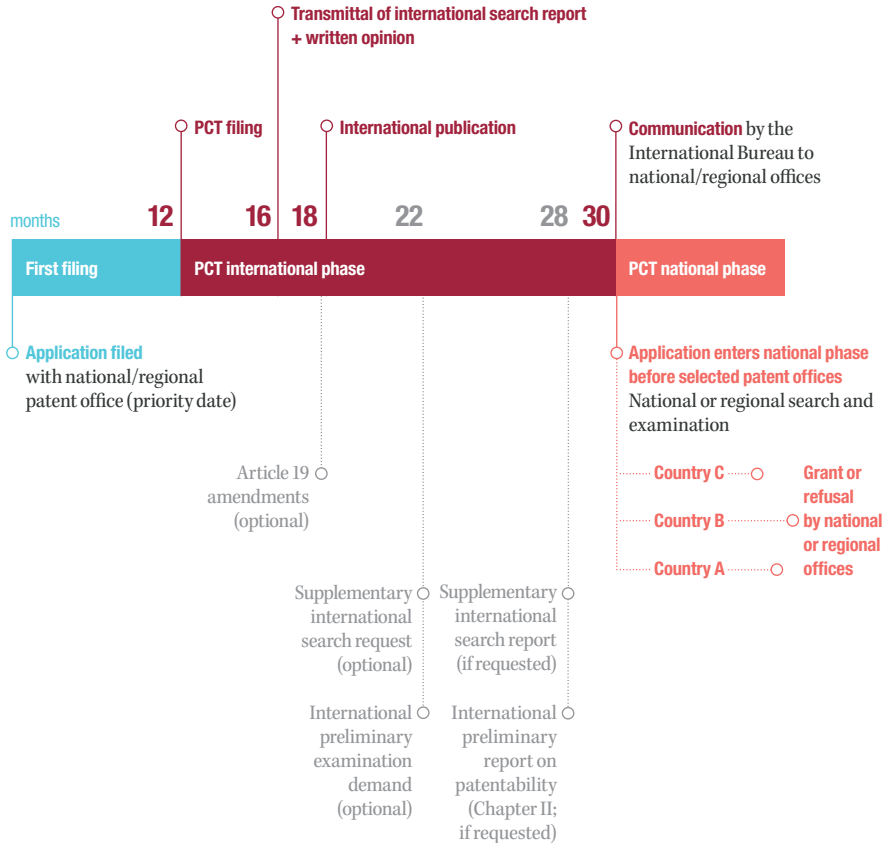 Transmittal of international search report
+ written opinion
PCT filing
International publication
Communication by the
International Bureau to
national/regional offices
months
12
16
18
22
28
30
First filing
PCT international phase
PCT national phase
Application filed
with national/regional
patent office (priority date)
Application enters national phase
before selected patent offices
National or regional search and
examination
Article 19
amendments
(optional)
Country C
Country B
Country A
Grant or
refusal
by national
or regional
offices
Supplementary
international
search request
(optional)
Supplementary
international
search report
(if requested)
International
preliminary
examination
demand
(optional)
International
preliminary
report on
patentability
(Chapter II;
if requested)